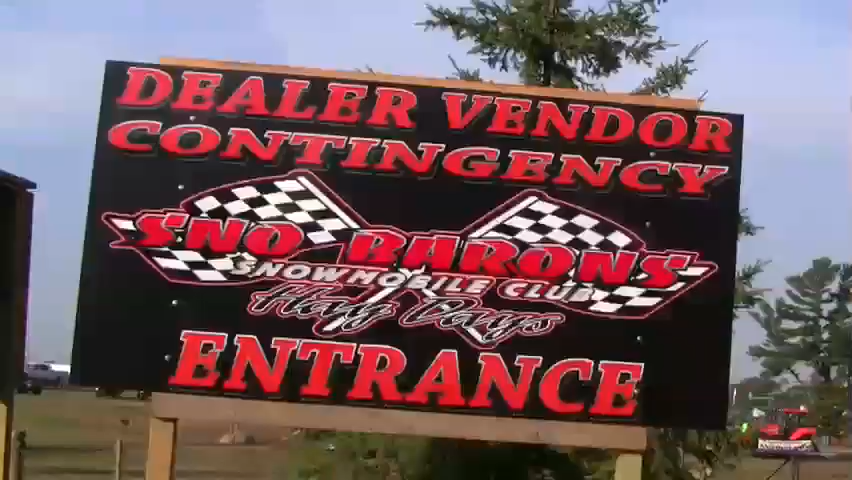 DEALER VENDOR
CONTINGENCY
SNO BARONS
SNOWMOBILE CLUB
Hay Days
ENTRANCE